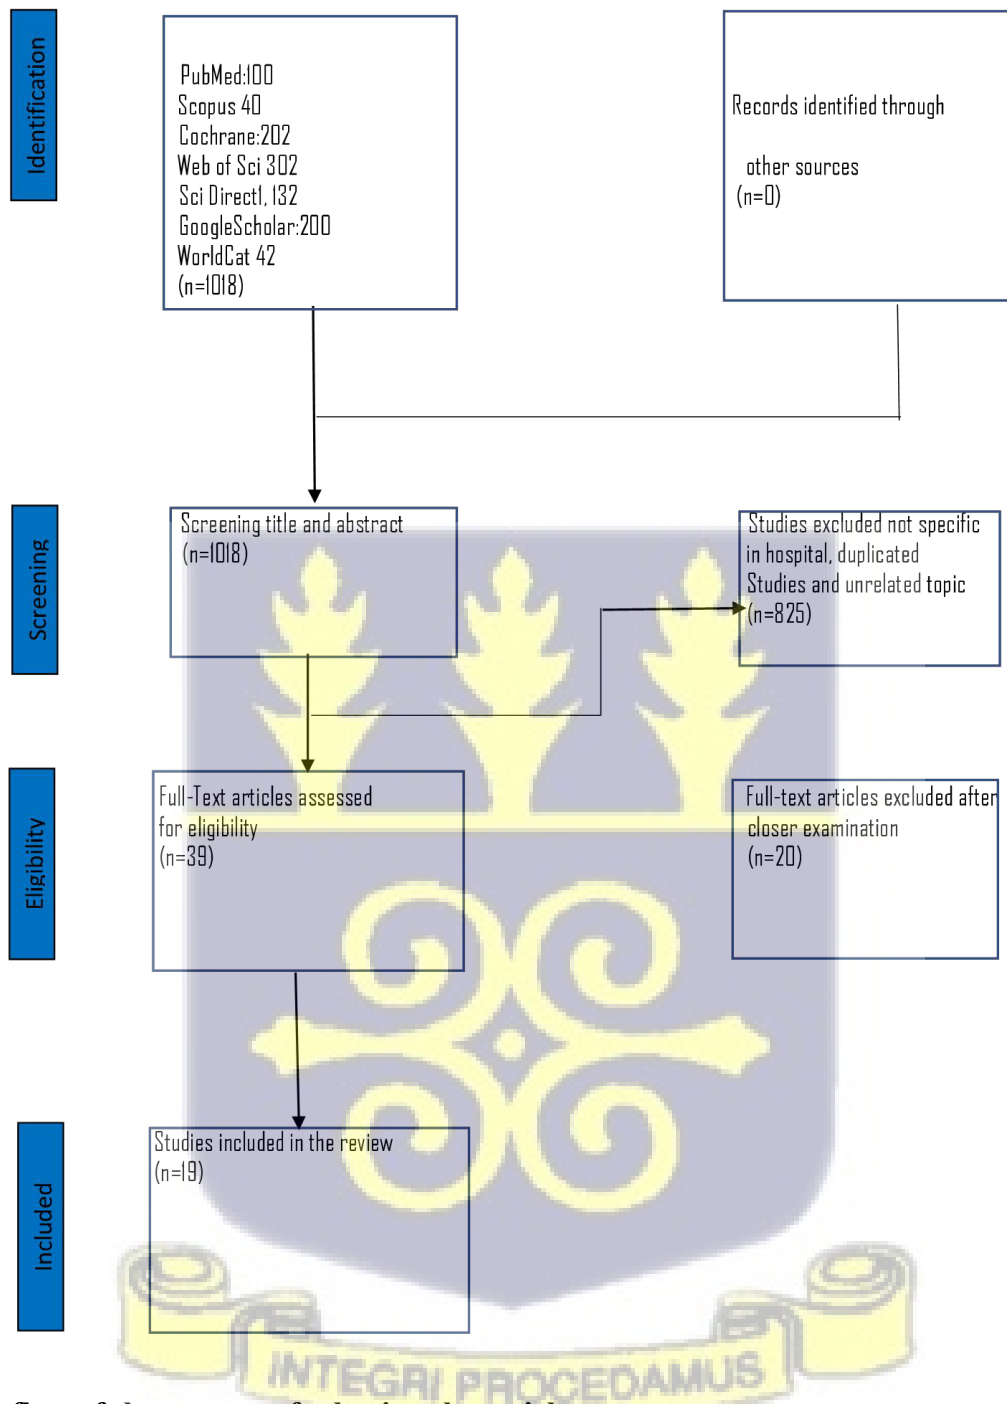 Identification
PubMed:100
Scopus 40
Cochrane:202
Web of Sci 302
Sci Direct1, 132
GoogleScholar:200
WorldCat 42
(n=1018)
Records identified through
other sources
(n=0)
Screening
Screening title and abstract
(n=1018)
Studies excluded not specific
in hospital, duplicated
Studies and unrelated topic
(n=825)
Eligibility
Full-Text articles assessed
for eligibility
(n=39)
Full-text articles excluded after
closer examination
(n=20)
Included
Studies included in the review
(n=19)
INTEGRI PROCEDAMUS